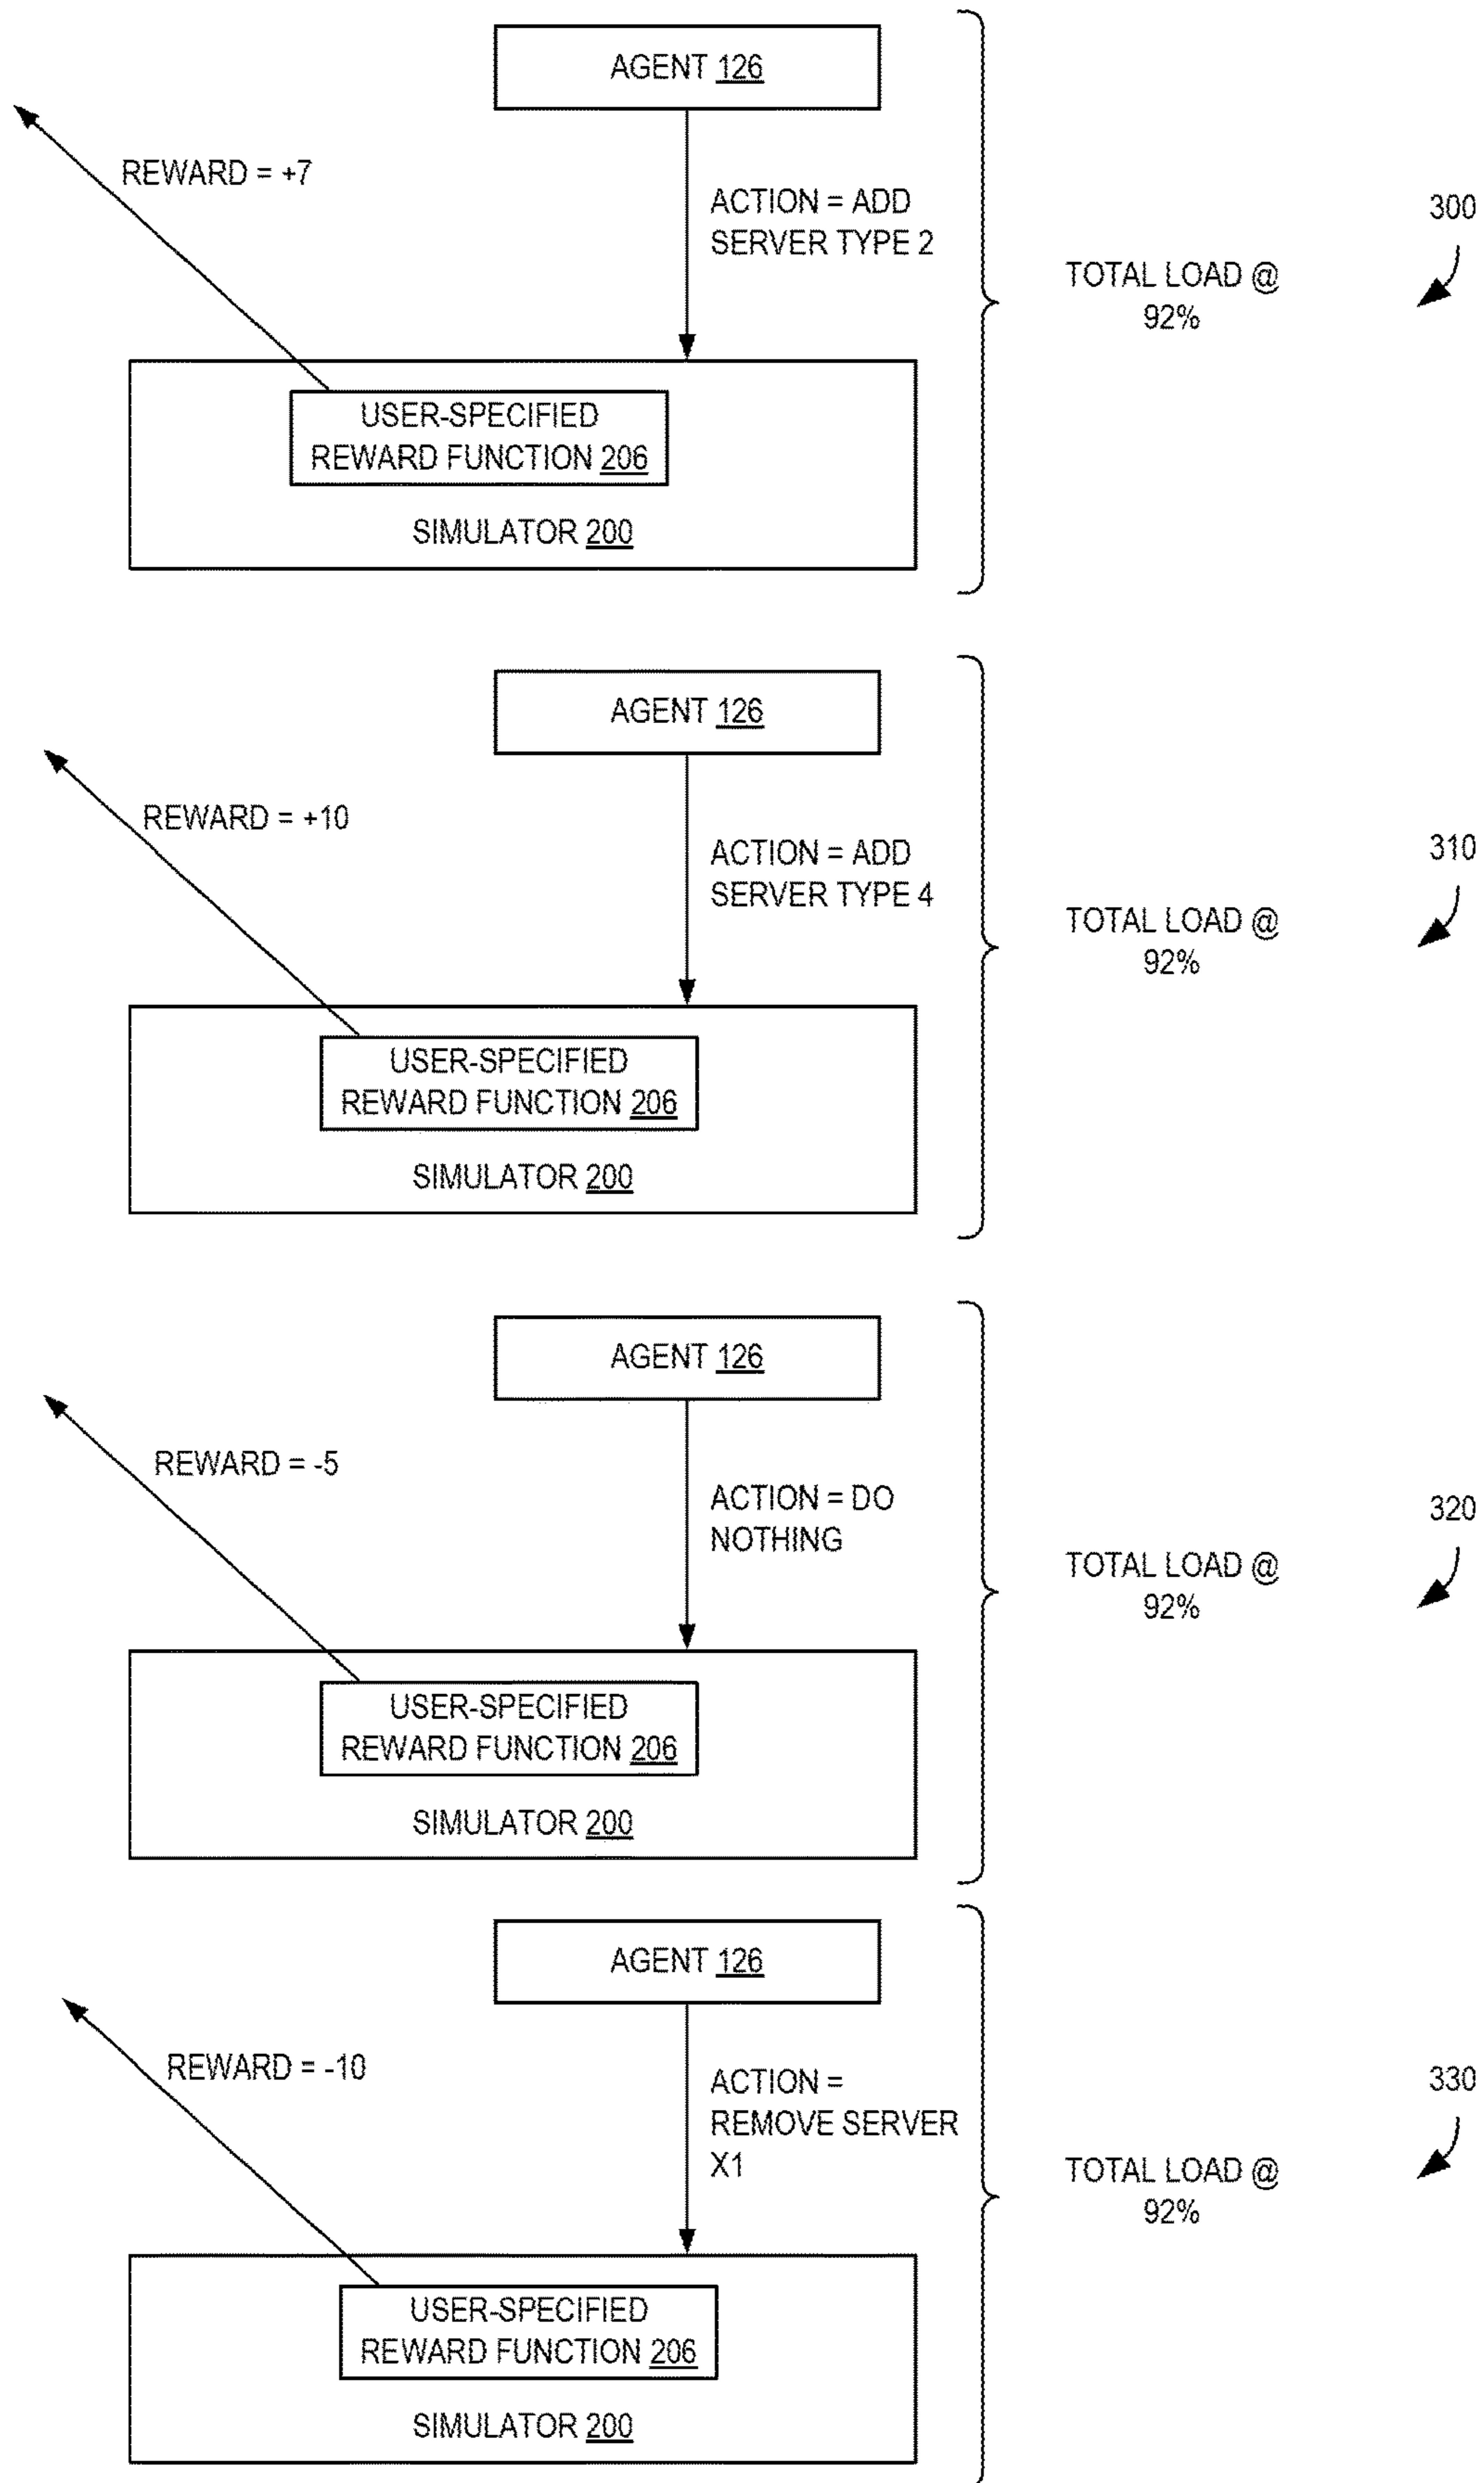 AGENT 126
REWARD = +7
ACTION = ADD
SERVER TYPE 2
300
TOTAL LOAD @
92%
USER-SPECIFIED
REWARD FUNCTION 206
SIMULATOR 200
AGENT 126
REWARD = +10
ACTION = ADD
SERVER TYPE 4
310
TOTAL LOAD @
92%
USER-SPECIFIED
REWARD FUNCTION 206
SIMULATOR 200
AGENT 126
REWARD = -5
ACTION = DO
NOTHING
320
TOTAL LOAD @
92%
USER-SPECIFIED
REWARD FUNCTION 206
SIMULATOR 200
AGENT 126
REWARD = -10
ACTION =
REMOVE SERVER
X1
330
TOTAL LOAD @
92%
USER-SPECIFIED
REWARD FUNCTION 206
SIMULATOR 200